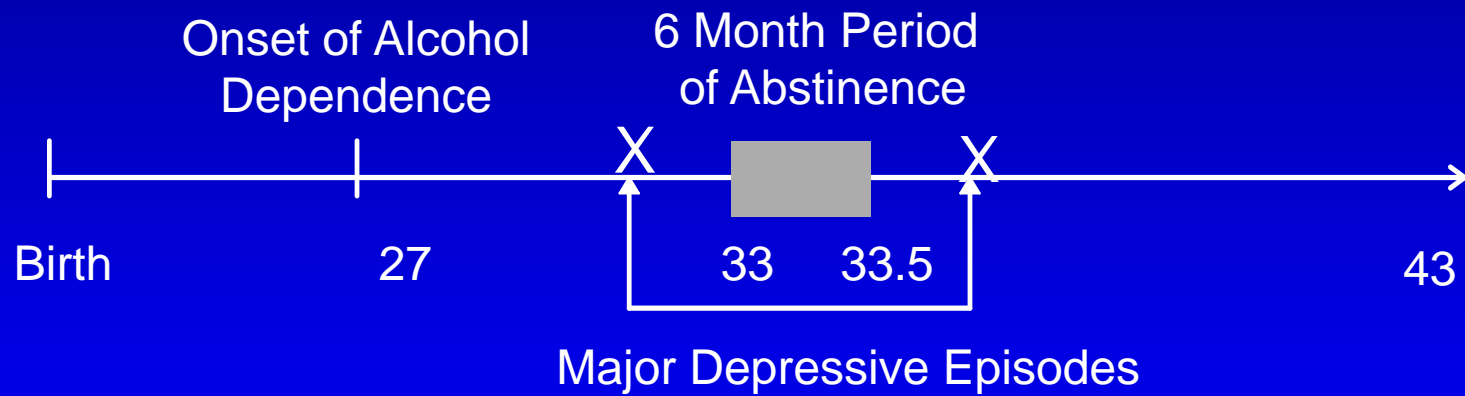 Onset of Alcohol
Dependence
6 Month Period
of Abstinence
X
X
Birth
27
33
33.5
43
Major Depressive Episodes